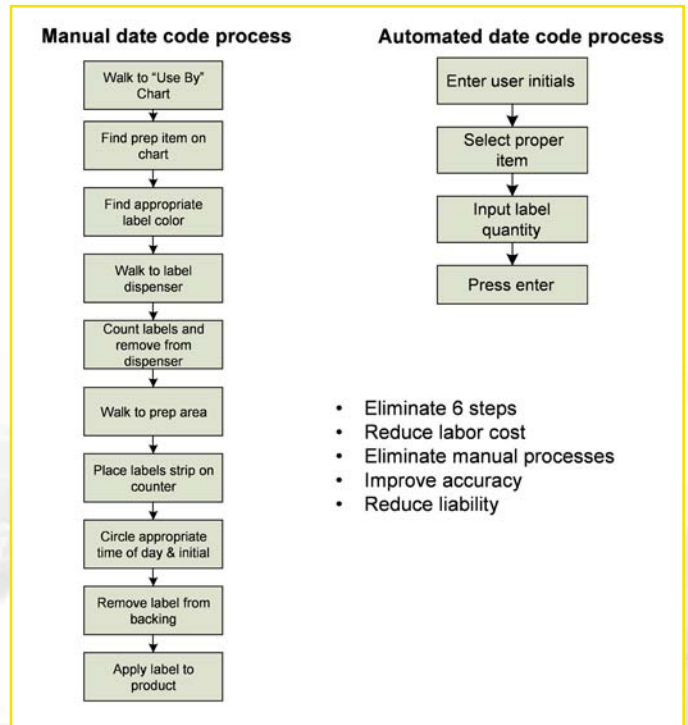 Manual date code process
Walk to “Use By”
Chart
Find prep item on
chart
Find appropriate
label color
Walk to label
dispenser
Count labels and
remove from
dispenser
Walk to prep area
Place labels strip on
counter
Circle appropriate
time of day & initial
Remove label from
backing
Apply label to
product
Automated date code process
Enter user initials
Select proper
item
Input label
quantity
Press enter
• Eliminate 6 steps
• Reduce labor cost
• Eliminate manual processes
• Improve accuracy
• Reduce liability